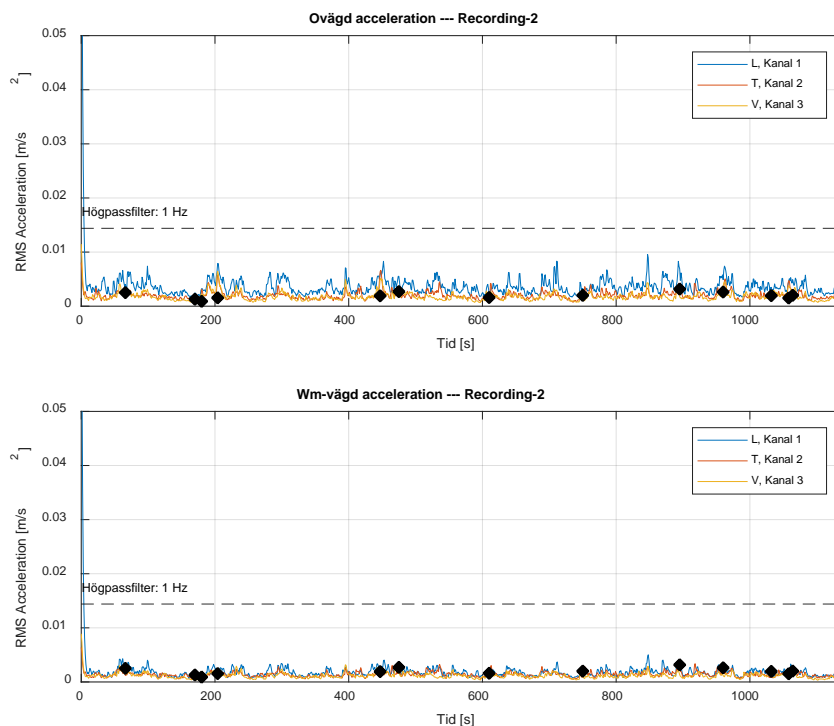 Ovägd acceleration --- Recording-2
RMS Acceleration [m/s²]
0.05
0.04
0.03
0.02
0.01
0
L, Kanal 1
T, Kanal 2
V, Kanal 3
Högpassfilter: 1 Hz
0 200 400 600 800 1000
Tid [s]
Wm-vägd acceleration --- Recording-2
RMS Acceleration [m/s²]
0.05
0.04
0.03
0.02
0.01
0
L, Kanal 1
T, Kanal 2
V, Kanal 3
Högpassfilter: 1 Hz
0 200 400 600 800 1000
Tid [s]